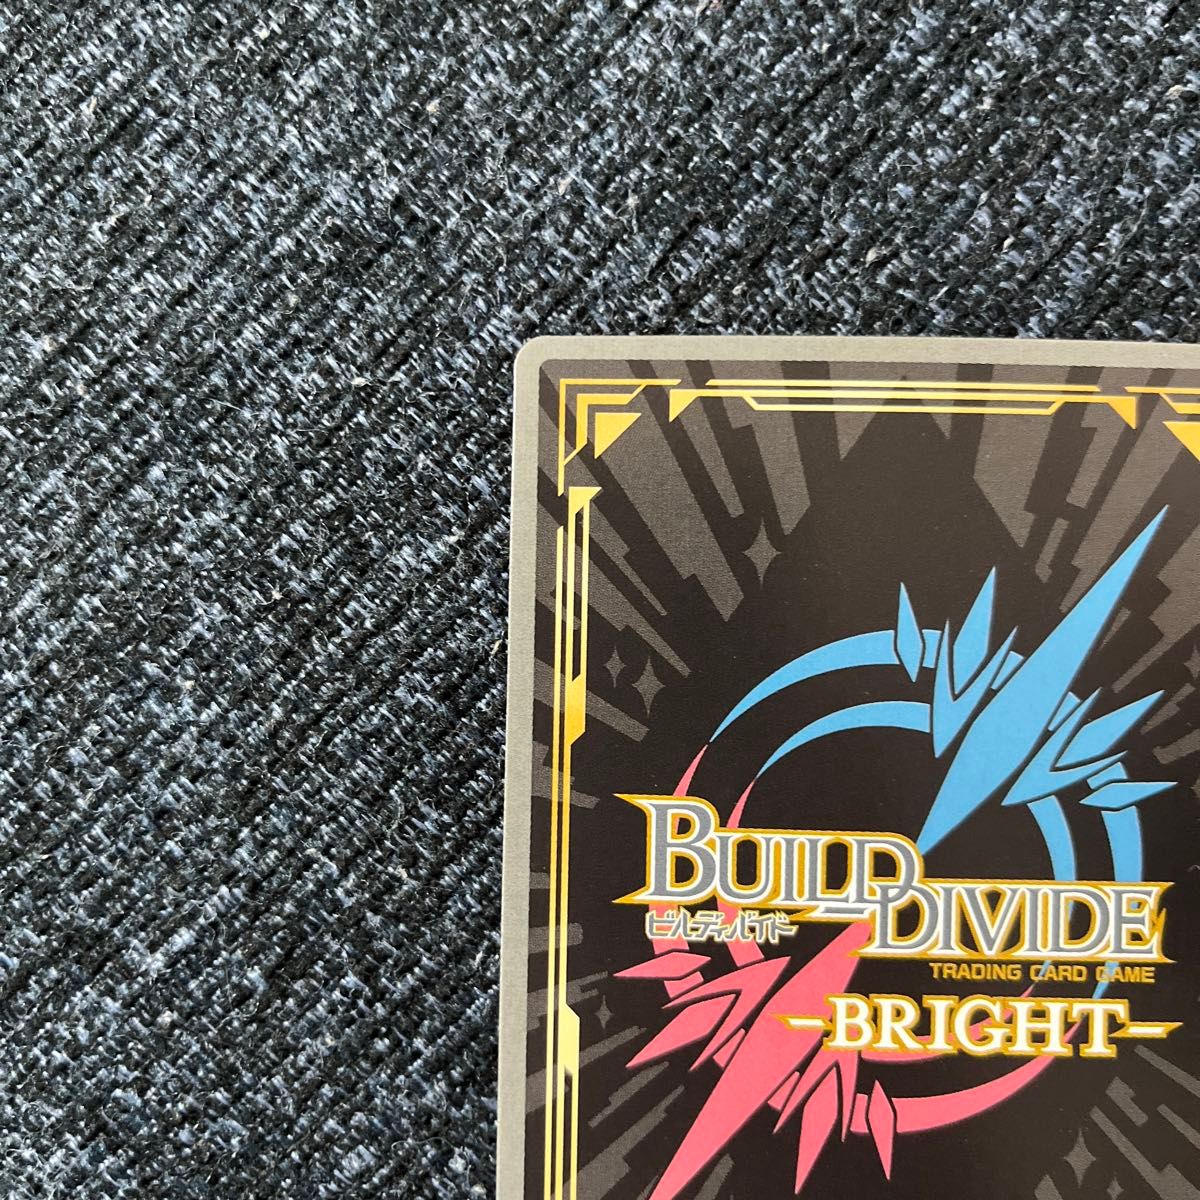 BUILD DIVIDE
ビルディバイド
TRADING CARD GAME
-BRIGHT-